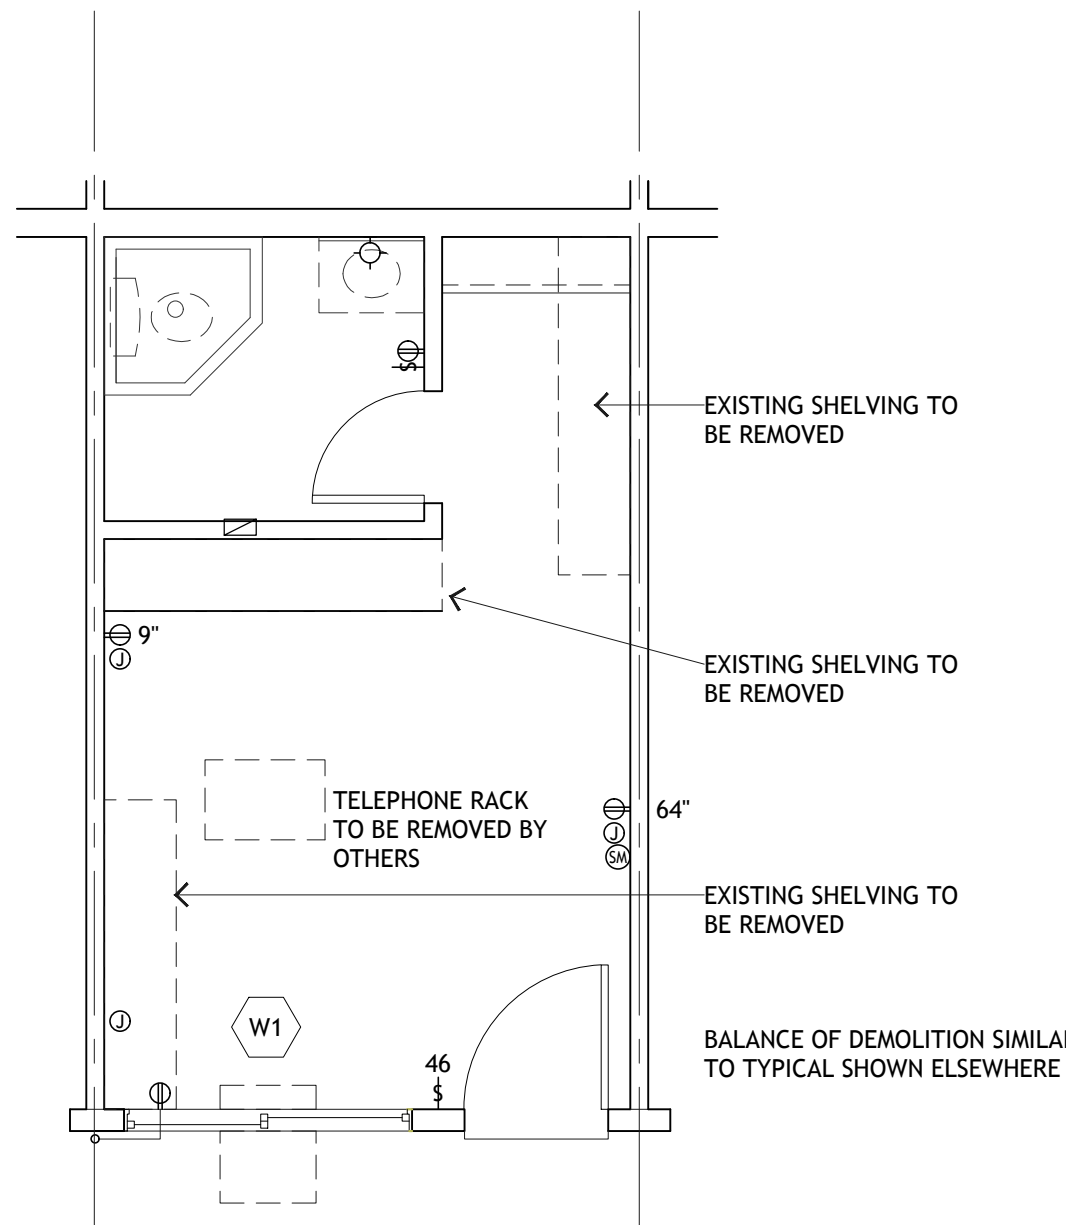 EXISTING SHELVING TO
BE REMOVED
S
9"
J
EXISTING SHELVING TO
BE REMOVED
TELEPHONE RACK
TO BE REMOVED BY
OTHERS
64"
J
SM
EXISTING SHELVING TO
BE REMOVED
J
W1
BALANCE OF DEMOLITION SIMILAR
TO TYPICAL SHOWN ELSEWHERE
46
S